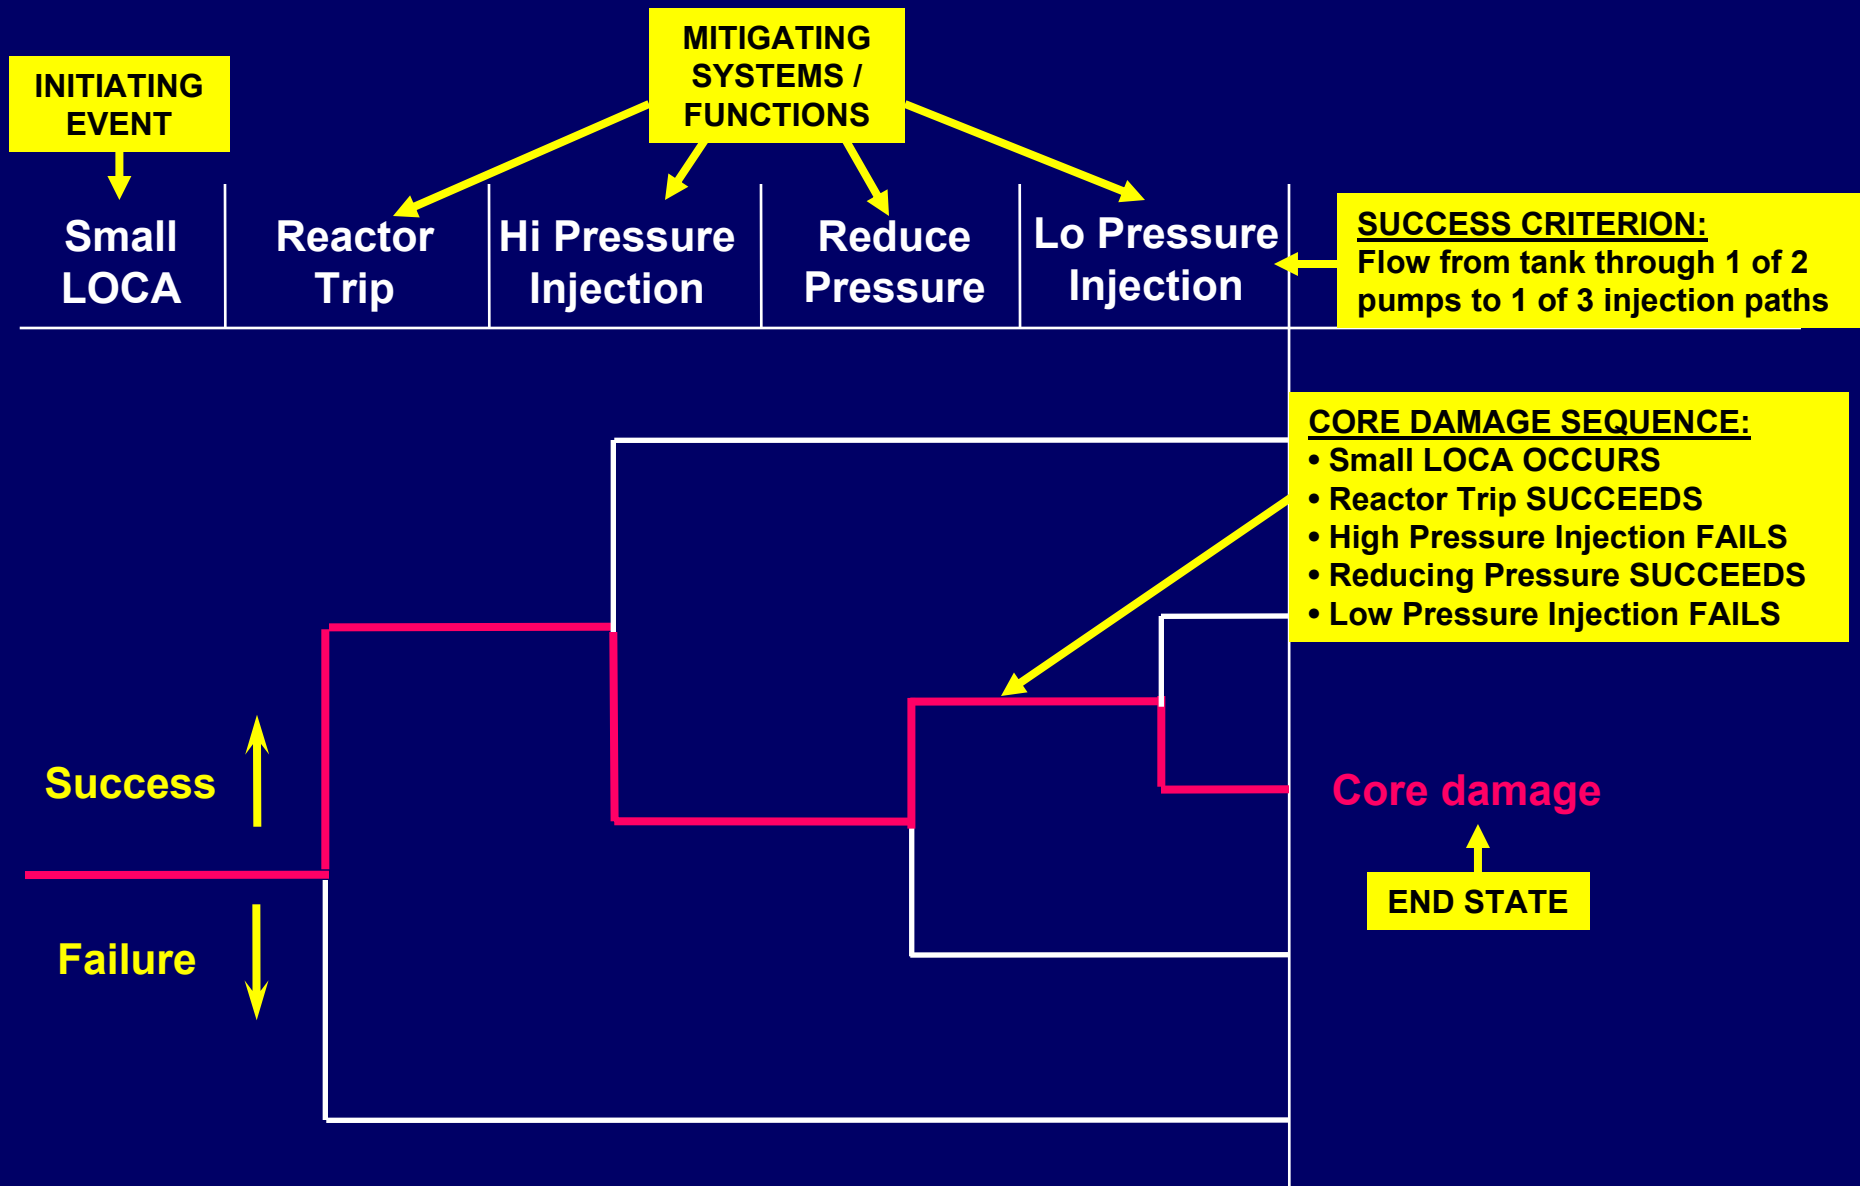 INITIATING
EVENT
MITIGATING
SYSTEMS /
FUNCTIONS
Small
LOCA
Reactor
Trip
Hi Pressure
Injection
Reduce
Pressure
Lo Pressure
Injection
SUCCESS CRITERION:
Flow from tank through 1 of 2
pumps to 1 of 3 injection paths
CORE DAMAGE SEQUENCE:
• Small LOCA OCCURS
• Reactor Trip SUCCEEDS
• High Pressure Injection FAILS
• Reducing Pressure SUCCEEDS
• Low Pressure Injection FAILS
Success
Failure
Core damage
END STATE